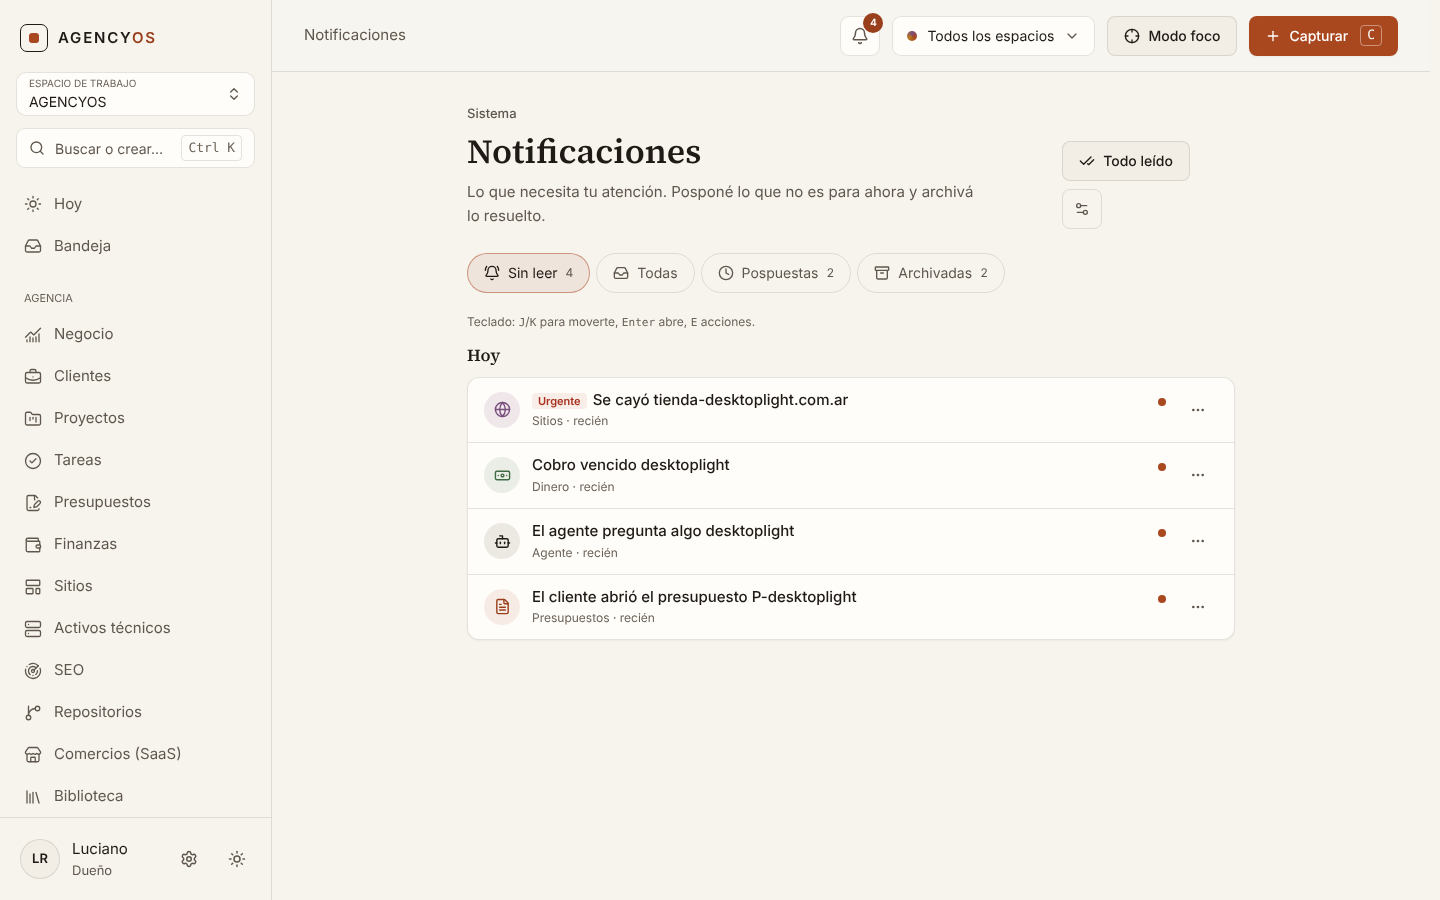 AGENCYOS
ESPACIO DE TRABAJO
AGENCYOS
Buscar o crear... Ctrl K
Hoy
Bandeja
AGENCIA
Negocio
Clientes
Proyectos
Tareas
Presupuestos
Finanzas
Sitios
Activos técnicos
SEO
Repositorios
Comercios (SaaS)
Biblioteca
LR
Luciano
Dueño
Notificaciones
4
Todos los espacios
Modo foco
Capturar C
Sistema
Notificaciones
Lo que necesita tu atención. Posponé lo que no es para ahora y archivá
lo resuelto.
Todo leído
Sin leer 4
Todas
Pospuestas 2
Archivadas 2
Teclado: J/K para moverte, Enter abre, E acciones.
Hoy
Urgente Se cayó tienda-desktoplight.com.ar
Sitios · recién
Cobro vencido desktoplight
Dinero · recién
El agente pregunta algo desktoplight
Agente · recién
El cliente abrió el presupuesto P-desktoplight
Presupuestos · recién